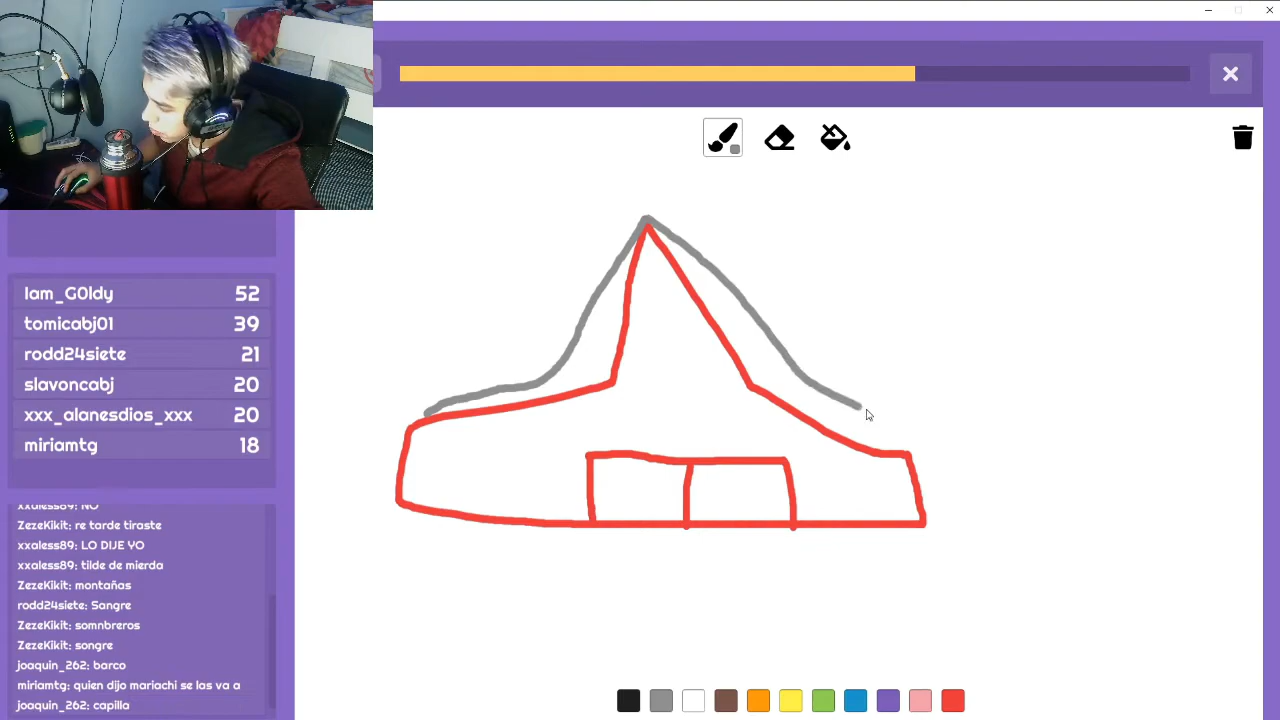 Iam_G0ldy 52
tomicabj01 39
rodd24siete 21
slavoncabj 20
xxx_alanesdios_xxx 20
miriamtg 18
xxaless89: NO
ZezeKikit: re tarde tiraste
xxaless89: LO DIJE YO
xxaless89: tilde de mierda
ZezeKikit: montañas
rodd24siete: Sangre
ZezeKikit: somnbreros
ZezeKikit: songre
joaquin_262: barco
miriamtg: quien dijo mariachi se las va a
joaquin_262: capilla